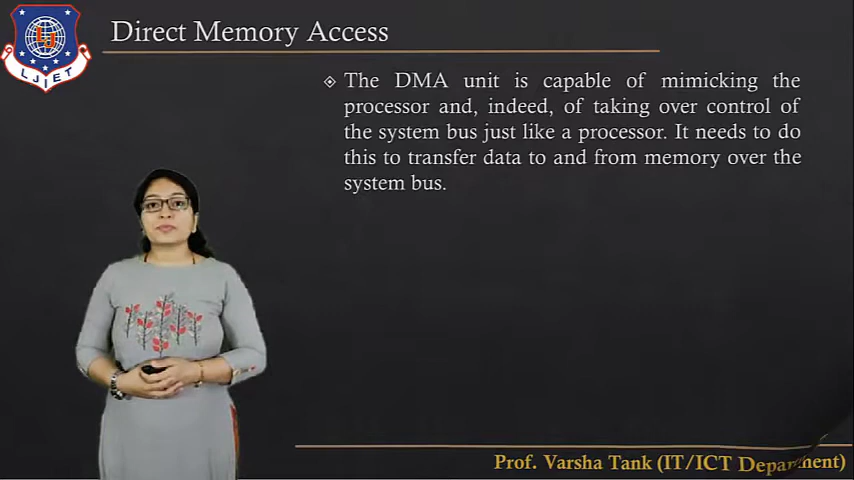 Direct Memory Access
LJIET
The DMA unit is capable of mimicking the
processor and, indeed, of taking over control of
the system bus just like a processor. It needs to do
this to transfer data to and from memory over the
system bus.
Prof. Varsha Tank (IT/ICT Department)